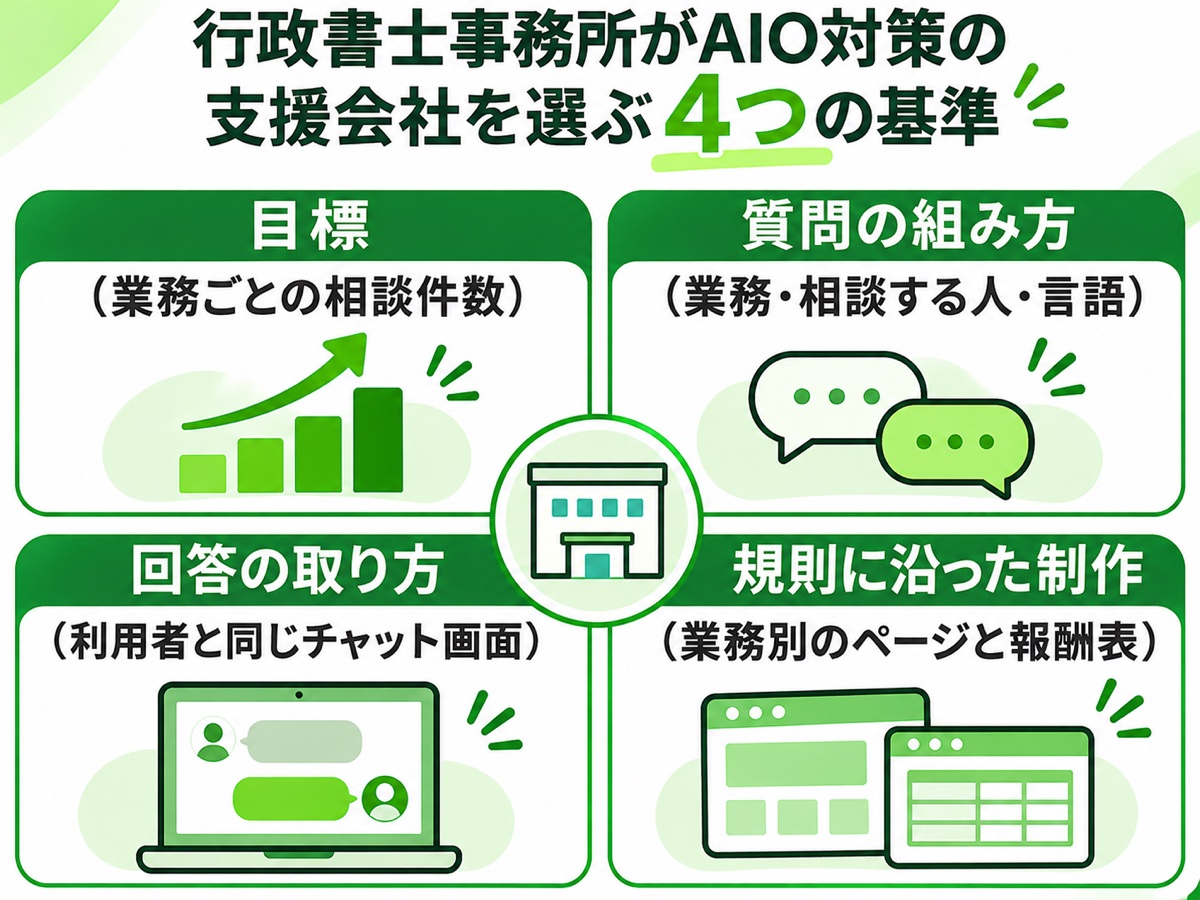 行政書士事務所がAIO対策の
支援会社を選ぶ4つの基準
目標
（業務ごとの相談件数）
質問の組み方
（業務・相談する人・言語）
回答の取り方
（利用者と同じチャット画面）
規則に沿った制作
（業務別のページと報酬表）